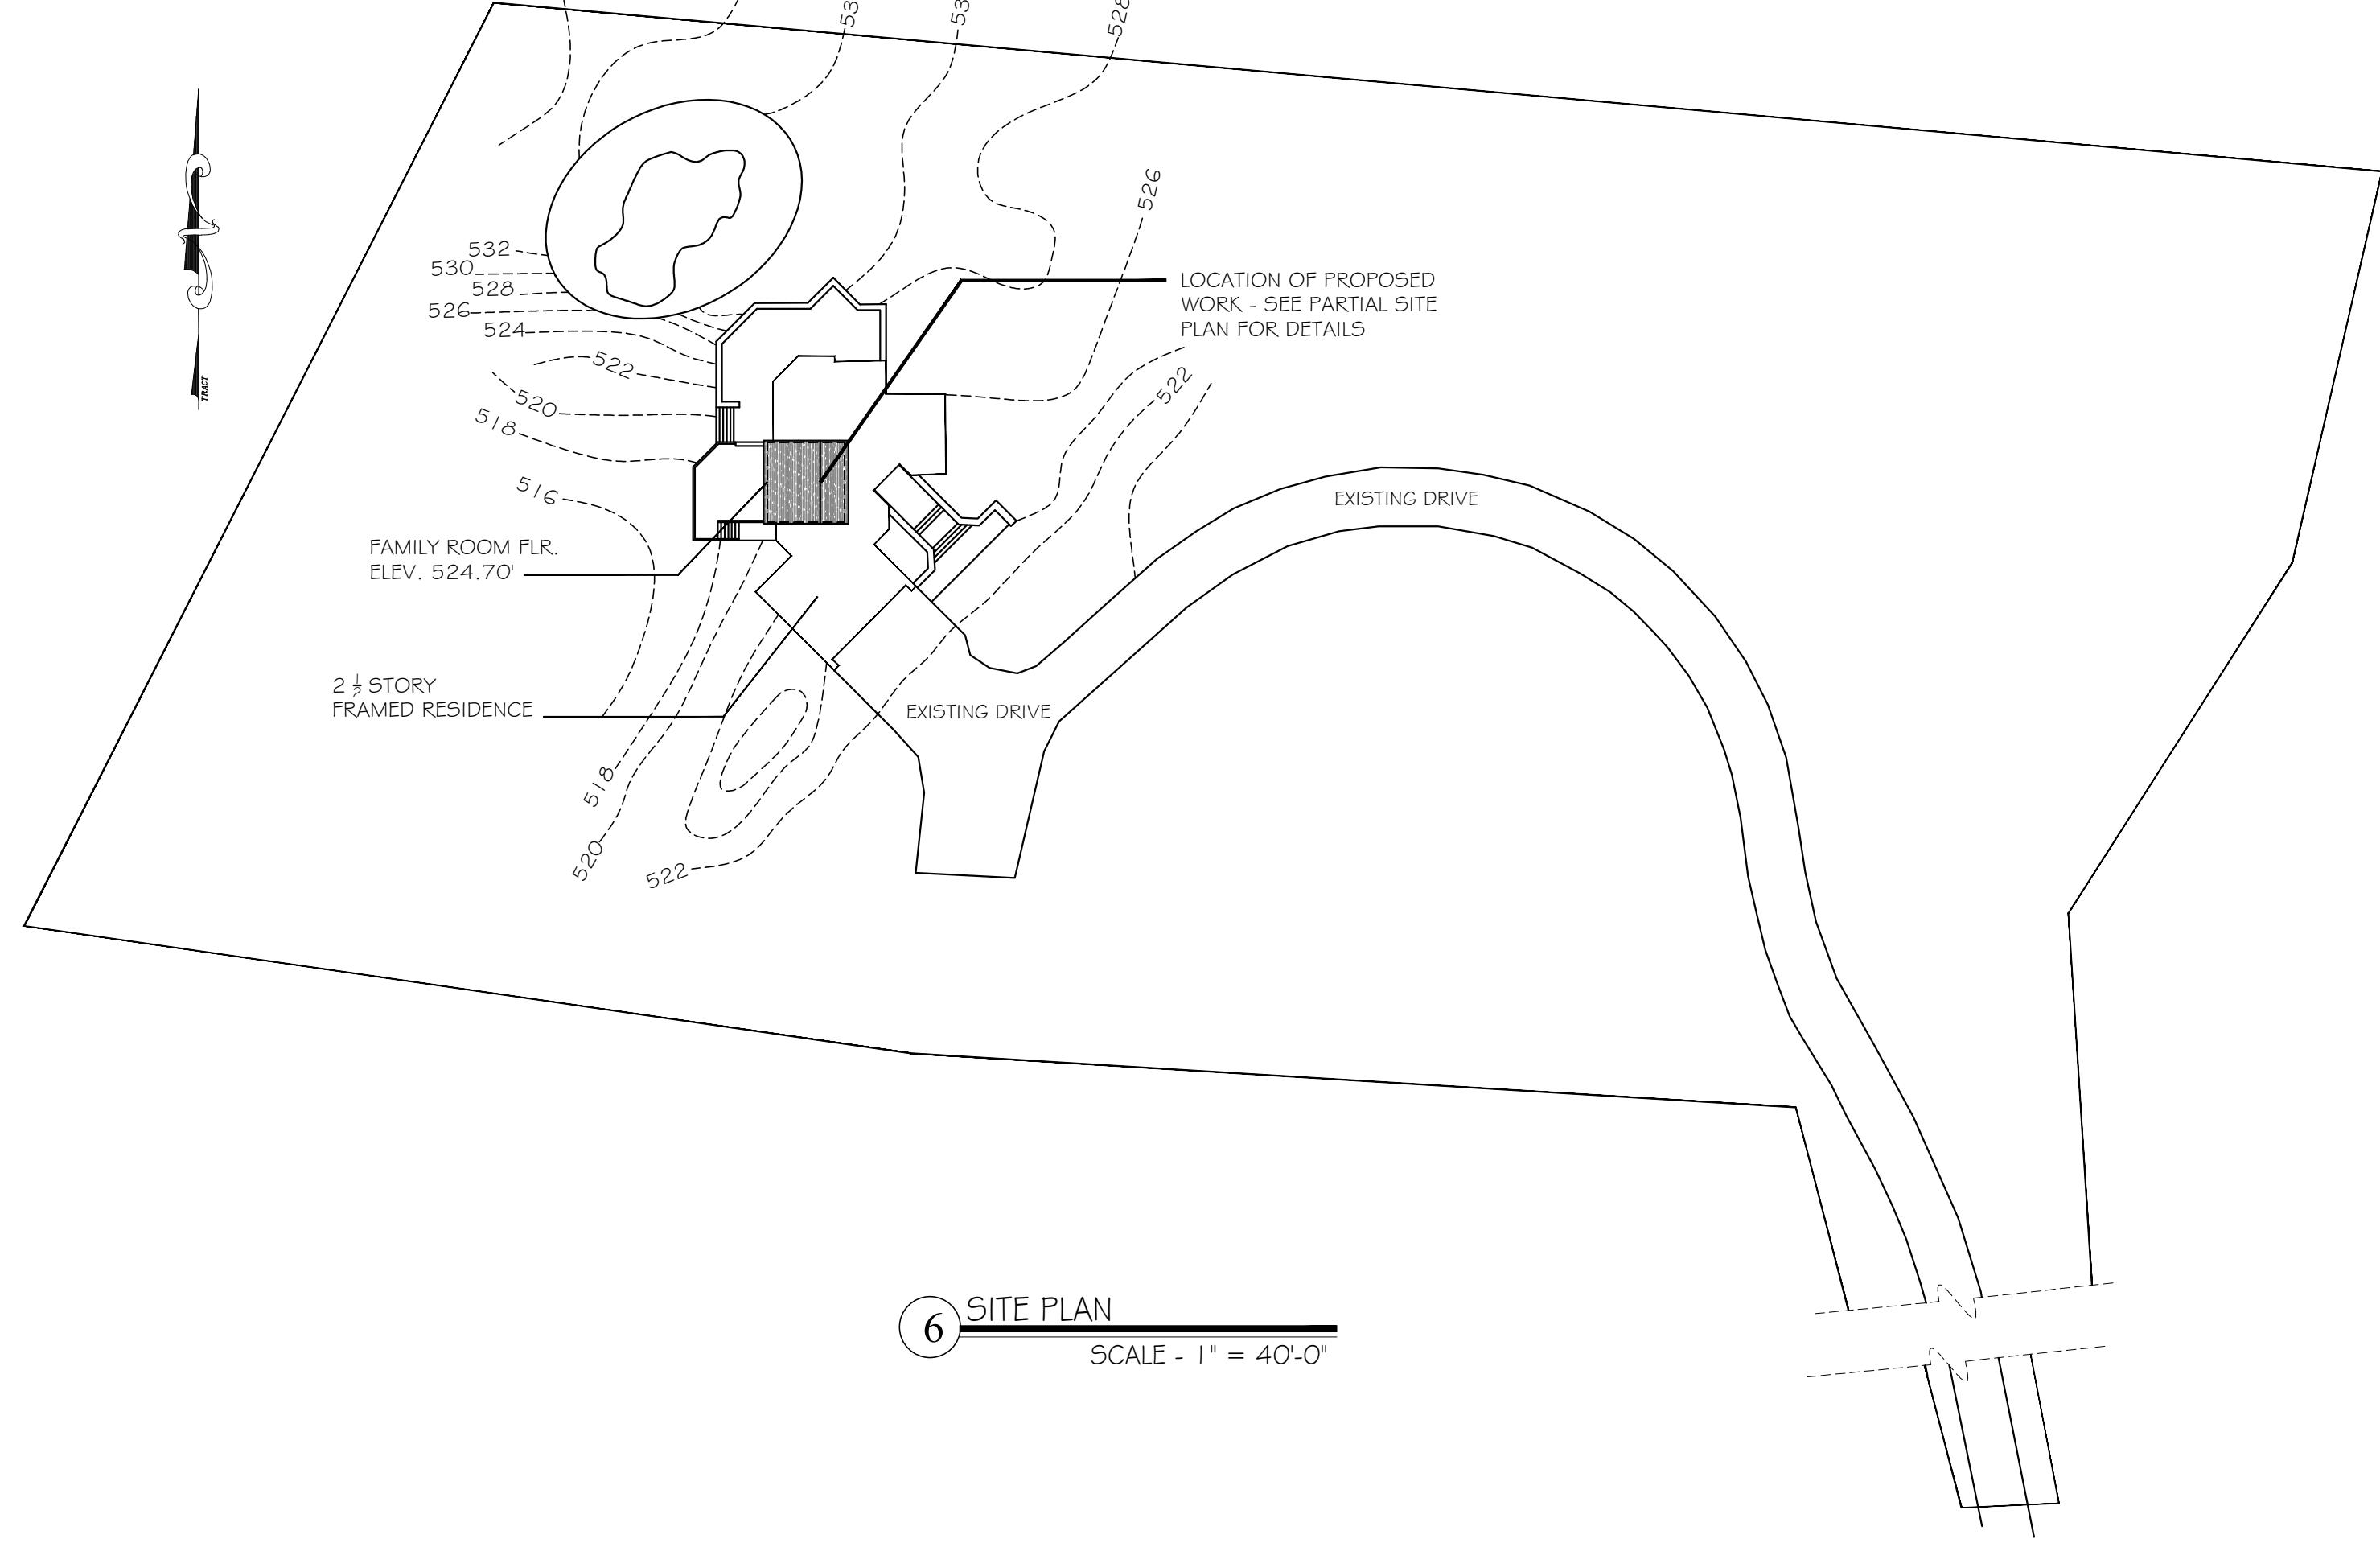 528
526
532
530
528
526
524
522
520
518
516
522
TRACT
LOCATION OF PROPOSED
WORK - SEE PARTIAL SITE
PLAN FOR DETAILS
EXISTING DRIVE
FAMILY ROOM FLR.
ELEV. 524.70'
2 1/2 STORY
FRAMED RESIDENCE
EXISTING DRIVE
518
520
522
6
SITE PLAN
SCALE - 1" = 40'-0"